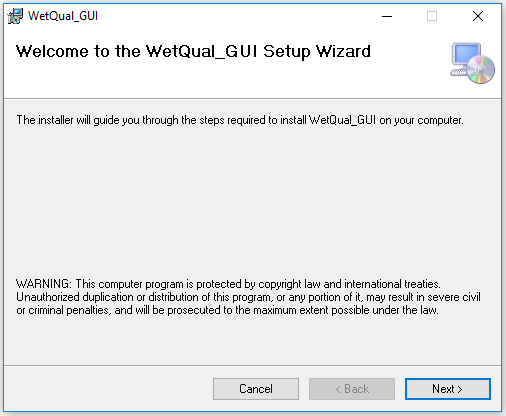 WetQual_GUI
Welcome to the WetQual_GUI Setup Wizard
The installer will guide you through the steps required to install WetQual_GUI on your computer.
WARNING: This computer program is protected by copyright law and international treaties.
Unauthorized duplication or distribution of this program, or any portion of it, may result in severe civil
or criminal penalties, and will be prosecuted to the maximum extent possible under the law.
Cancel
< Back
Next >